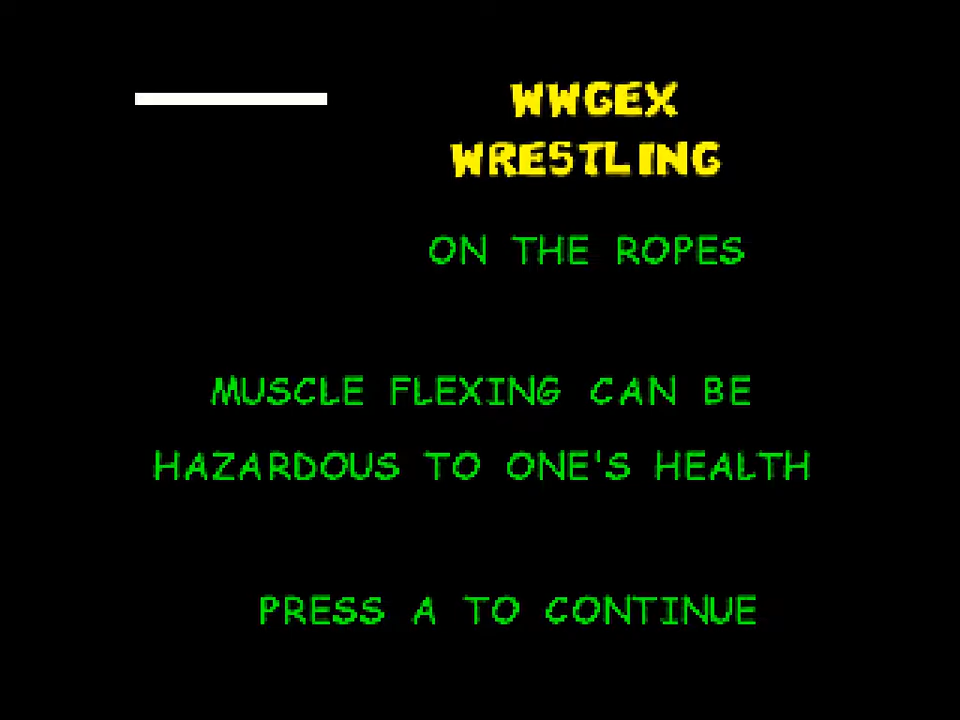 WWGEX
WRESTLING
ON THE ROPES
MUSCLE FLEXING CAN BE
HAZARDOUS TO ONE'S HEALTH
PRESS A TO CONTINUE